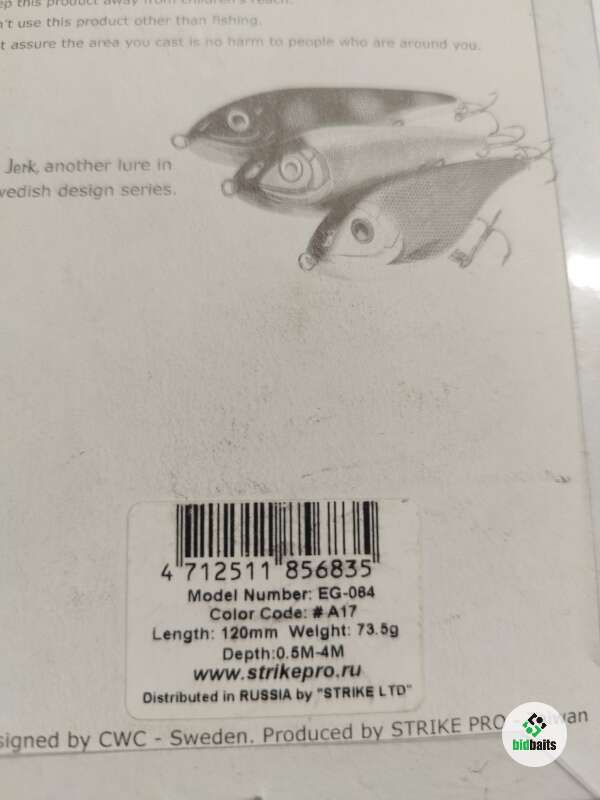 this product away from children's reach.
use this product other than fishing.
assure the area you cast is no harm to people who are around you.
Jerk, another lure in
design series.
4 712511 856835
Model Number: EG-084
Color Code: # A17
Length: 120mm Weight: 73.5g
Depth:0.5M-4M
www.strikepro.ru
Distributed in RUSSIA by "STRIKE LTD"
by CWC - Sweden. Produced by STRIKE PRO -
bidbaits